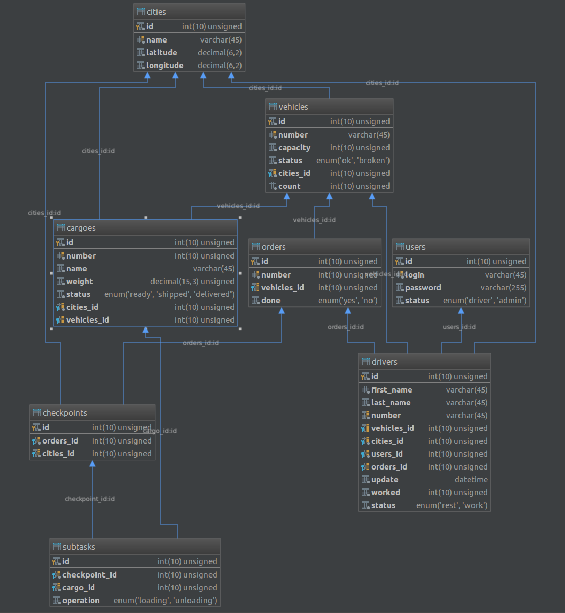 cities
id int(10) unsigned
name varchar(45)
latitude decimal(6,2)
longitude decimal(6,2)
cities_id:id
vehicles
id int(10) unsigned
number varchar(45)
capacity int(10) unsigned
status enum('ok', 'broken')
cities_id int(10) unsigned
count int(10) unsigned
cities_id:id
cities_id:id
vehicles_id:id
vehicles_id:id
cargoes
id int(10) unsigned
number int(10) unsigned
name varchar(45)
weight decimal(15,3) unsigned
status enum('ready', 'shipped', 'delivered')
cities_id int(10) unsigned
vehicles_id int(10) unsigned
orders
id int(10) unsigned
number int(10) unsigned
vehicles_id int(10) unsigned
done enum('yes', 'no')
users
id int(10) unsigned
login varchar(45)
password varchar(255)
status enum('driver', 'admin')
orders_id:id
users_id:id
orders_id:id
drivers
id int(10) unsigned
first_name varchar(45)
last_name varchar(45)
number varchar(45)
vehicles_id int(10) unsigned
cities_id int(10) unsigned
users_id int(10) unsigned
orders_id int(10) unsigned
update datetime
worked int(10) unsigned
status enum('rest', 'work')
checkpoints
id int(10) unsigned
orders_id int(10) unsigned
cities_id int(10) unsigned
cargo_id:id
checkpoint_id:id
subtasks
id int(10) unsigned
checkpoint_id int(10) unsigned
cargo_id int(10) unsigned
operation enum('loading', 'unloading')